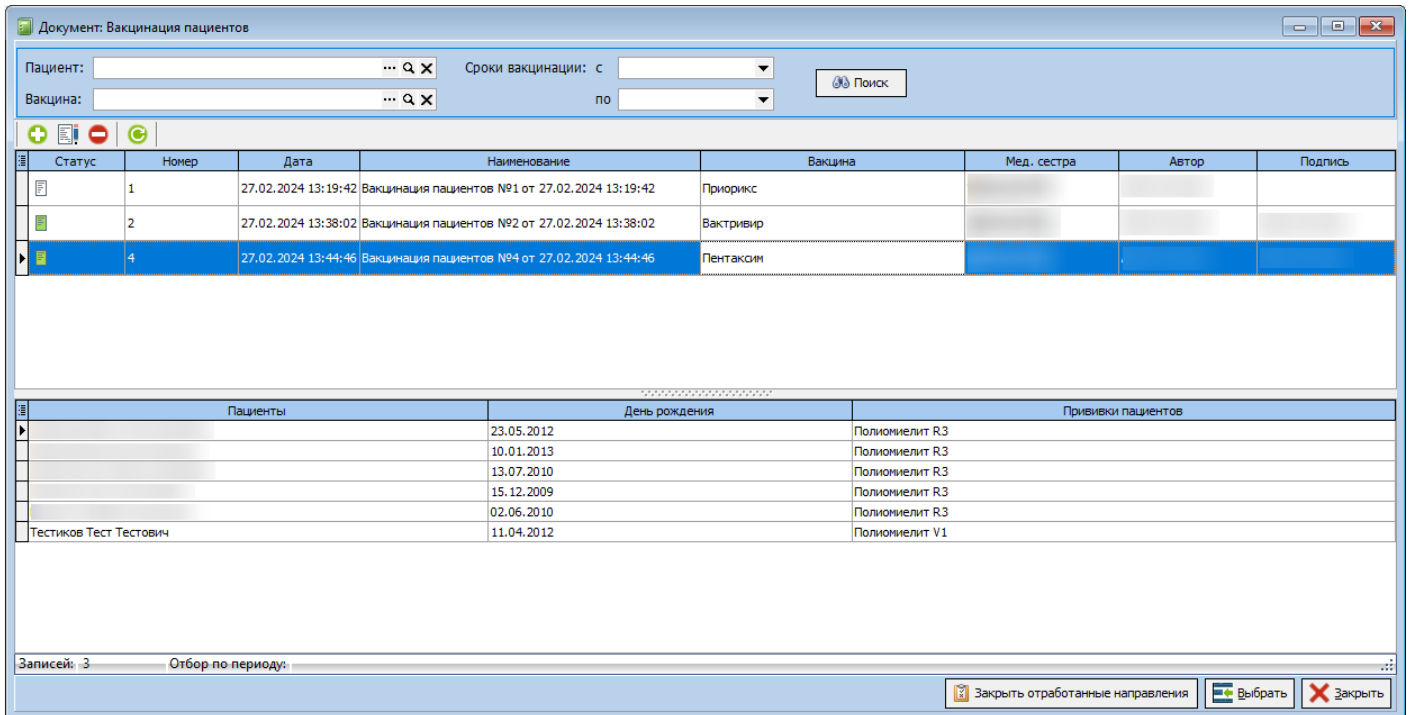 Документ: Вакцинация пациентов
Пациент: Сроки вакцинации: с
Поиск
Вакцина: по
Статус Номер Дата Наименование Вакцина Мед. сестра Автор Подпись
1 27.02.2024 13:19:42 Вакцинация пациентов №1 от 27.02.2024 13:19:42 Приорикс
2 27.02.2024 13:38:02 Вакцинация пациентов №2 от 27.02.2024 13:38:02 Вактривир
4 27.02.2024 13:44:46 Вакцинация пациентов №4 от 27.02.2024 13:44:46 Пентаксим
Пациенты День рождения Прививки пациентов
23.05.2012 Полиомиелит R3
10.01.2013 Полиомиелит R3
13.07.2010 Полиомиелит R3
15.12.2009 Полиомиелит R3
02.06.2010 Полиомиелит R3
Тестиков Тест Тестович 11.04.2012 Полиомиелит V1
Записей: 3 Отбор по периоду:
Закрыть отработанные направления Выбрать Закрыть